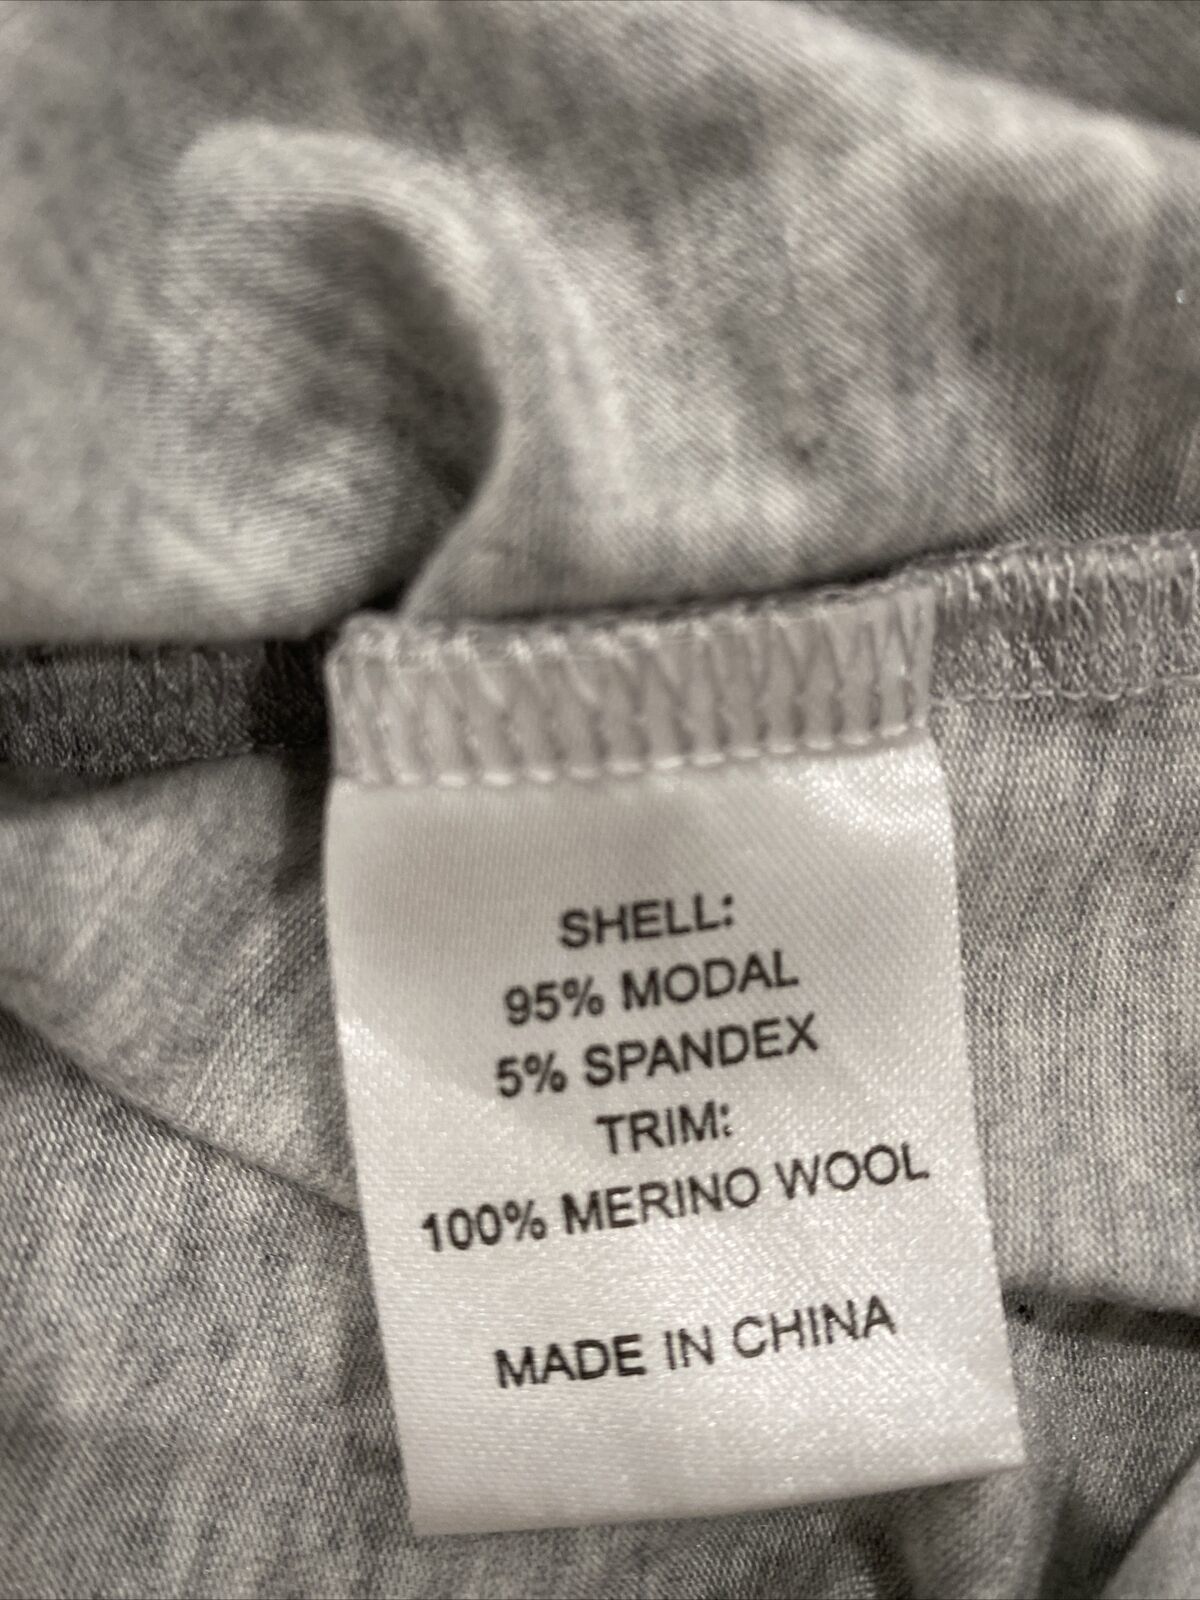 SHELL:
95% MODAL
5% SPANDEX
TRIM:
100% MERINO WOOL
MADE IN CHINA